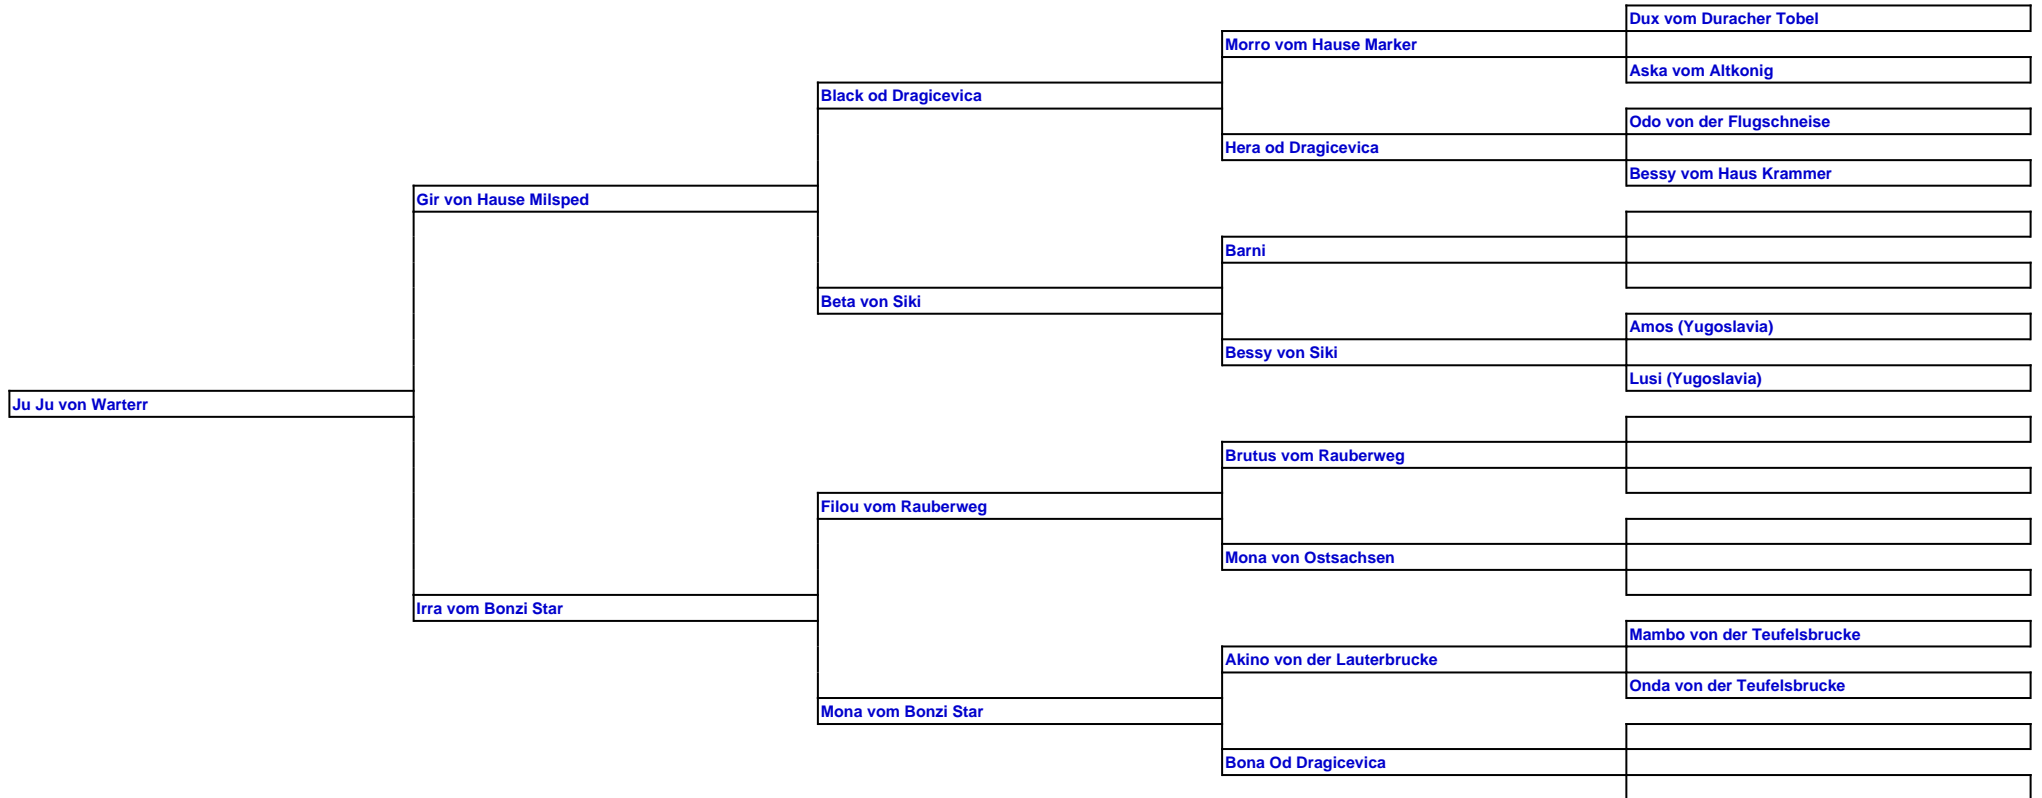 Dux vom Duracher Tobel
Morro vom Hause Marker
Aska vom Altkonig
Black od Dragicevica
Odo von der Flugschneise
Hera od Dragicevica
Bessy vom Haus Krammer
Gir von Hause Milsped
Barni
Beta von Siki
Amos (Yugoslavia)
Bessy von Siki
Lusi (Yugoslavia)
Ju Ju von Warterr
Brutus vom Rauberweg
Filou vom Rauberweg
Mona von Ostsachsen
Irra vom Bonzi Star
Mambo von der Teufelsbrucke
Akino von der Lauterbrucke
Onda von der Teufelsbrucke
Mona vom Bonzi Star
Bona Od Dragicevica